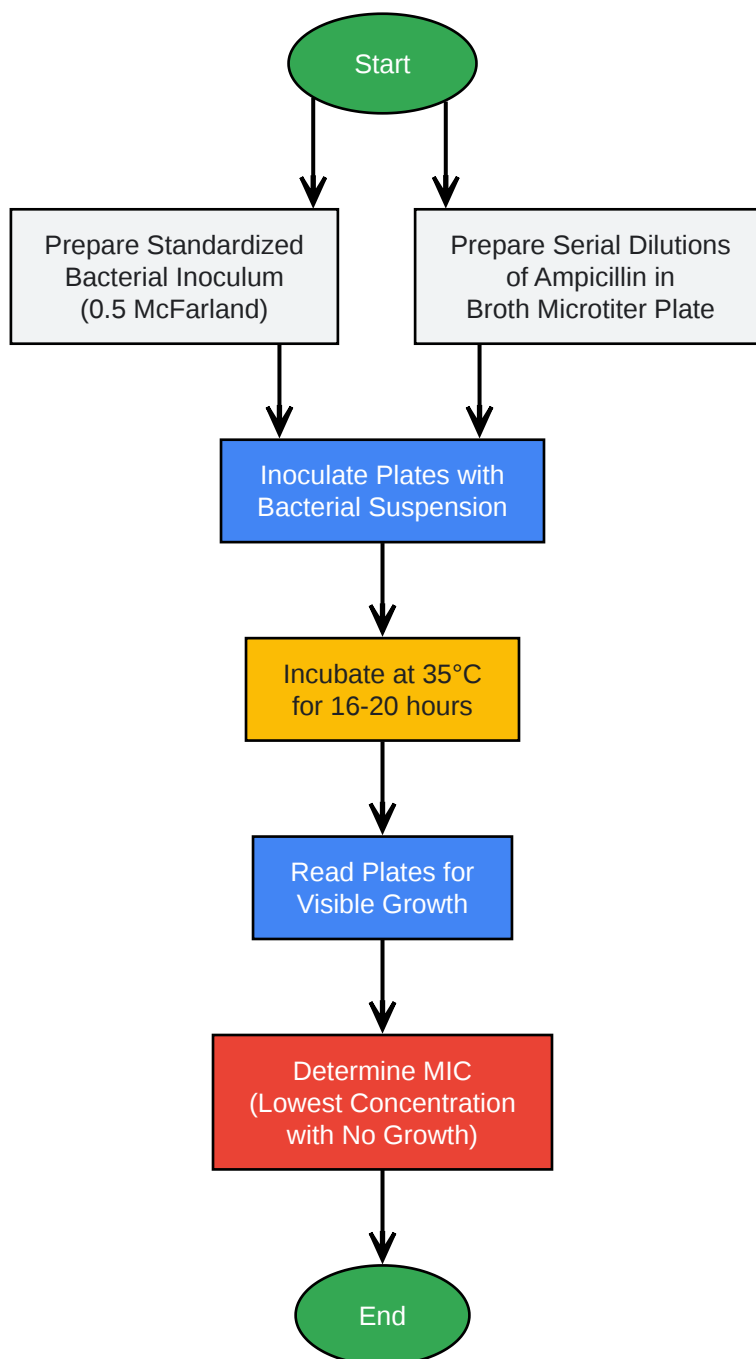 Start
Prepare Standardized
Bacterial Inoculum
(0.5 McFarland)
Prepare Serial Dilutions
of Ampicillin in
Broth Microtiter Plate
Inoculate Plates with
Bacterial Suspension
Incubate at 35°C
for 16-20 hours
Read Plates for
Visible Growth
Determine MIC
(Lowest Concentration
with No Growth)
End